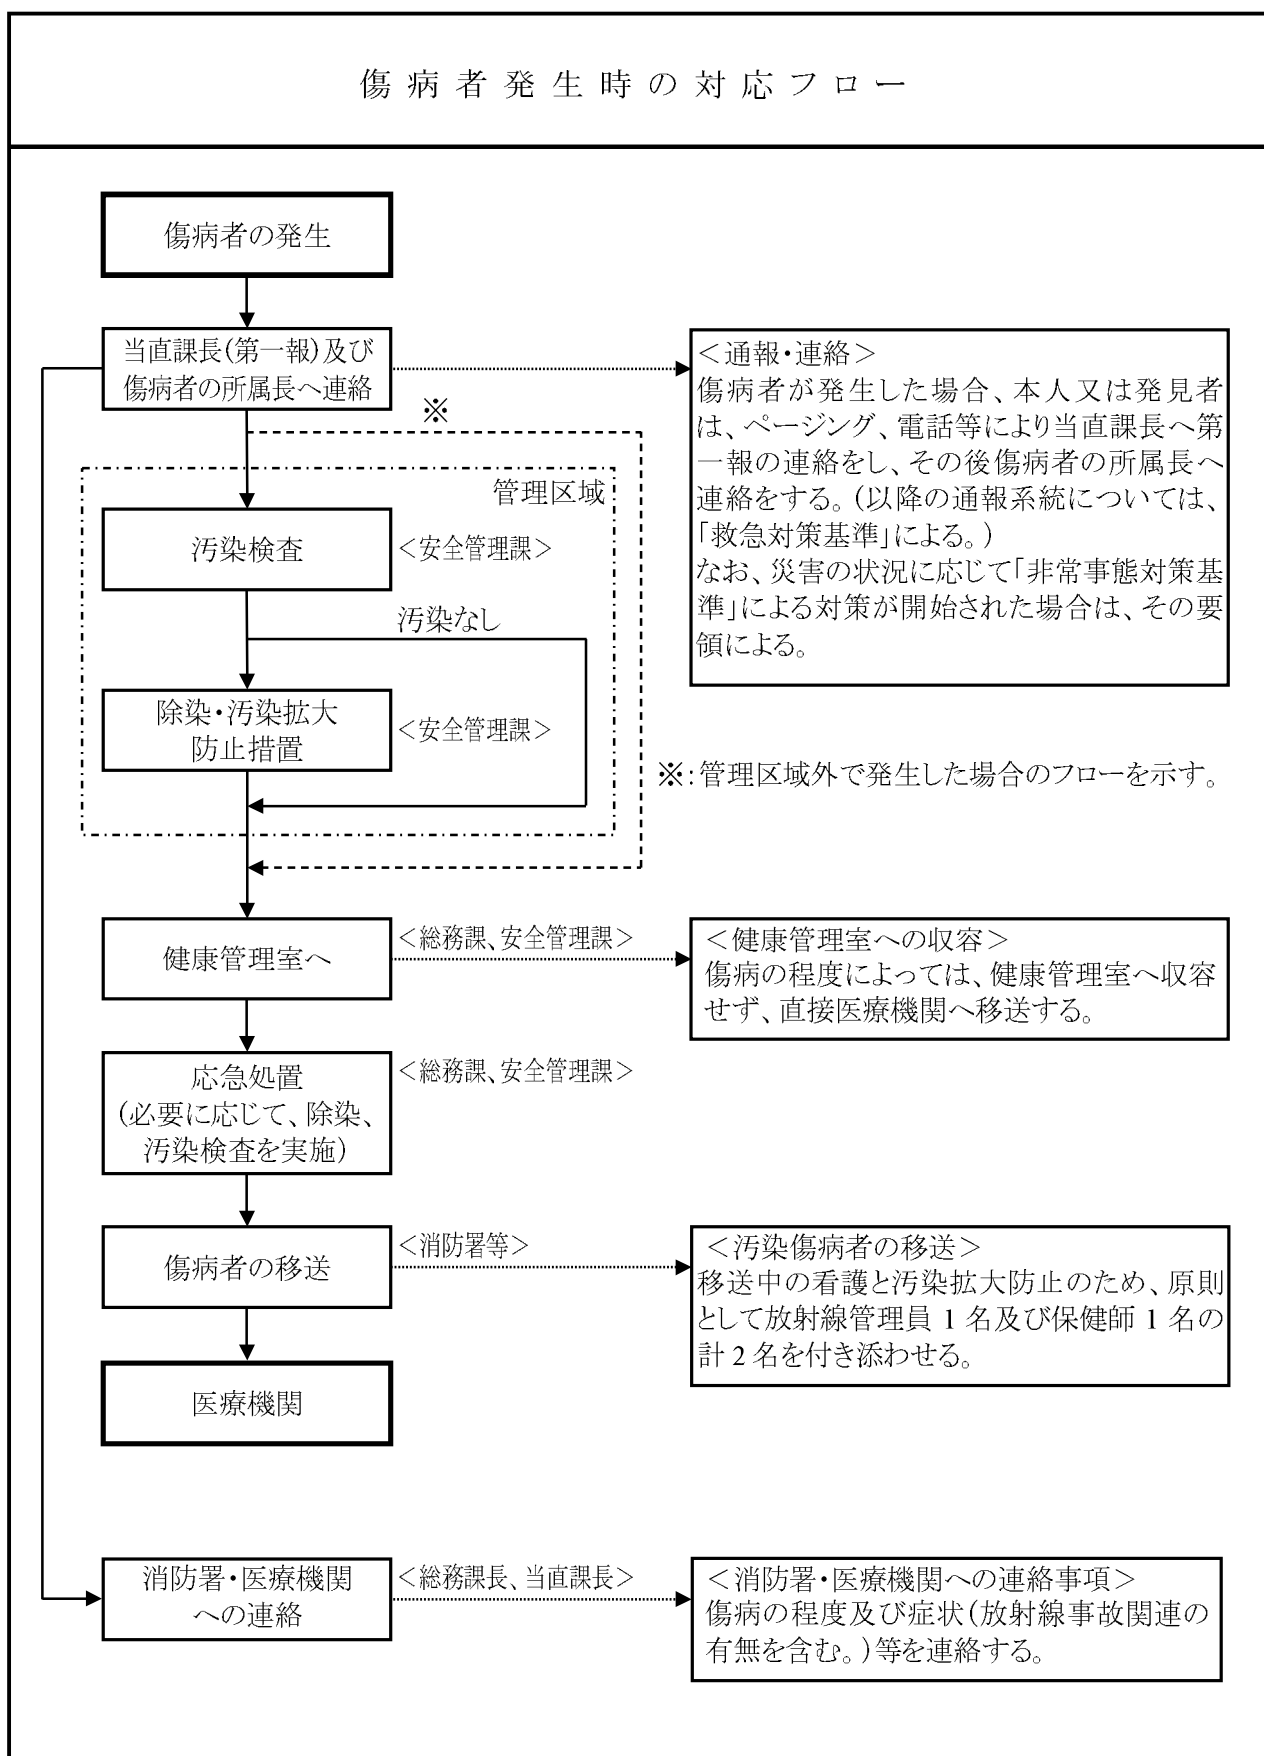 傷病者発生時の対応フロー
傷病者の発生
当直課長(第一報)及び
傷病者の所属長へ連絡
＜通報・連絡＞
傷病者が発生した場合、本人又は発見者
は、ページング、電話等により当直課長へ第
一報の連絡をし、その後傷病者の所属長へ
連絡をする。(以降の通報系統については、
「救急対策基準」による。)
なお、災害の状況に応じて「非常事態対策基
準」による対策が開始された場合は、その要
領による。
※
管理区域
汚染検査
＜安全管理課＞
汚染なし
除染・汚染拡大
防止措置
＜安全管理課＞
※:管理区域外で発生した場合のフローを示す。
健康管理室へ
＜総務課、安全管理課＞
＜健康管理室への収容＞
傷病の程度によっては、健康管理室へ収容
せず、直接医療機関へ移送する。
応急処置
(必要に応じて、除染、
汚染検査を実施)
＜総務課、安全管理課＞
傷病者の移送
＜消防署等＞
＜汚染傷病者の移送＞
移送中の看護と汚染拡大防止のため、原則
として放射線管理員 1 名及び保健師 1 名の
計 2 名を付き添わせる。
医療機関
消防署・医療機関
への連絡
＜総務課長、当直課長＞
＜消防署・医療機関への連絡事項＞
傷病の程度及び症状(放射線事故関連の
有無を含む。)等を連絡する。